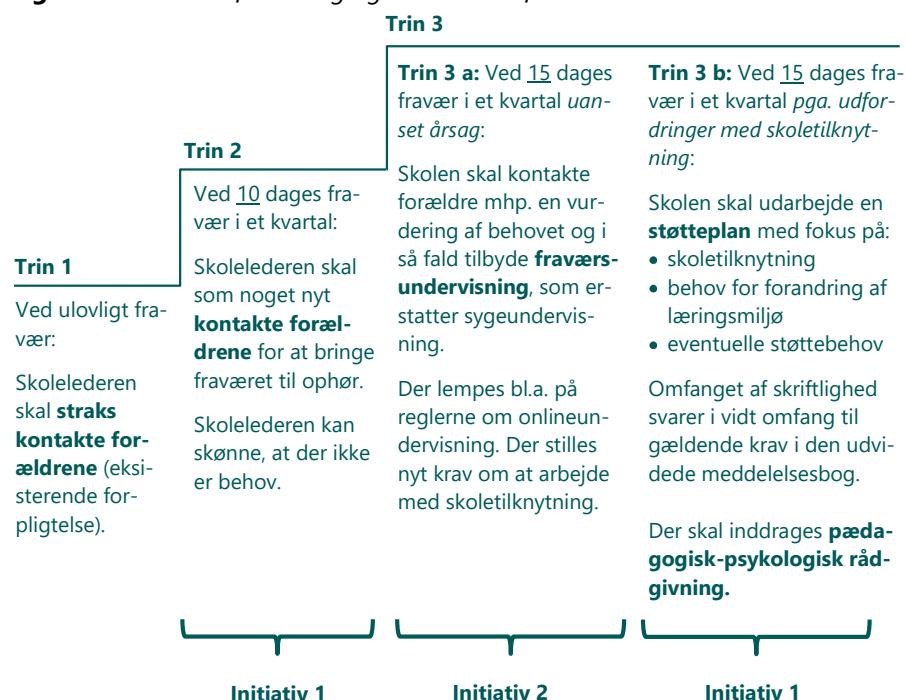 Trin 3
Trin 3 a: Ved 15 dages
fravær i et kvartal uan-
set årsag:
Skolen skal kontakte
forældre mhp. en vur-
dering af behovet og i
så fald tilbyde fraværs-
undervisning, som er-
statter sygeundervis-
ning.
Der lempes bl.a. på
reglerne om onlineun-
dervisning. Der stilles
nyt krav om at arbejde
med skoletilknytning.
Trin 3 b: Ved 15 dages fra-
vær i et kvartal pga. udfor-
dringer med skoletilknyt-
ning:
Skolen skal udarbejde en
støtteplan med fokus på:
• skoletilknytning
• behov for forandring af
læringsmiljø
• eventuelle støttebehov
Omfanget af skriftlighed
svarer i vidt omfang til
gældende krav i den udvi-
dede meddelelsesbog.
Der skal inddrages pæda-
gogisk-psykologisk råd-
givning.
Trin 2
Ved 10 dages fra-
vær i et kvartal:
Skolelederen skal
som noget nyt
kontakte foræl-
drene for at bringe
fraværet til ophør.
Skolelederen kan
skønne, at der ikke
er behov.
Trin 1
Ved ulovligt fra-
vær:
Skolelederen
skal straks
kontakte for-
ældrene (eksi-
sterende for-
pligtelse).
Initiativ 1
Initiativ 2
Initiativ 1